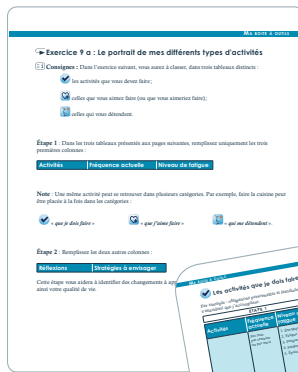 MA BOITE À OUTILS
Exercice 9 a : Le portrait de mes différents types d'activités
Consignes : Dans l'exercice suivant, vous aurez à classer, dans trois tableaux distincts :
les activités que vous devez faire;
celles que vous aimez faire (ou que vous aimeriez faire);
celles qui vous détendent.
Étape 1 : Dans les trois tableaux présentés aux pages suivantes, remplissez uniquement les trois
premières colonnes :
Activités Fréquence actuelle Niveau de fatigue
Note : Une même activité peut se retrouver dans plusieurs catégories. Par exemple, faire la cuisine peut
être placée à la fois dans les catégories :
« que je dois faire » « que j'aime faire » « qui me détendent ».
Étape 2 : Remplissez les deux autres colonnes :
Réflexions Stratégies à envisager
Cette étape vous aidera à identifier des changements à
ainsi votre qualité de vie.
Les activités que je dois faire
ÉTAPE 1
Activités Fréquence Niveau
actuelle